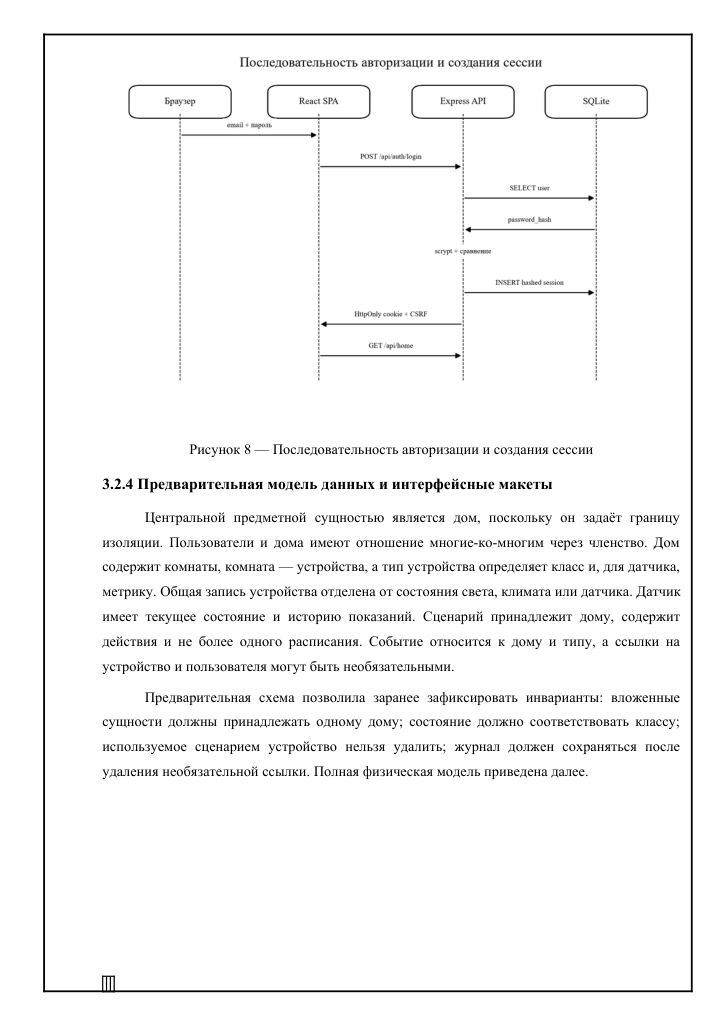 Последовательность авторизации и создания сессии
Браузер
React SPA
Express API
SQLite
email + пароль
POST /api/auth/login
SELECT user
password_hash
scrypt + сравнение
INSERT hashed session
HttpOnly cookie + CSRF
GET /api/home
Рисунок 8 — Последовательность авторизации и создания сессии
3.2.4 Предварительная модель данных и интерфейсные макеты
Центральной предметной сущностью является дом, поскольку он задаёт границу
изоляции. Пользователи и дома имеют отношение многие-ко-многим через членство. Дом
содержит комнаты, комната — устройства, а тип устройства определяет класс и, для датчика,
метрику. Общая запись устройства отделена от состояния света, климата или датчика. Датчик
имеет текущее состояние и историю показаний. Сценарий принадлежит дому, содержит
действия и не более одного расписания. Событие относится к дому и типу, а ссылки на
устройство и пользователя могут быть необязательными.
Предварительная схема позволила заранее зафиксировать инварианты: вложенные
сущности должны принадлежать одному дому; состояние должно соответствовать классу;
используемое сценарием устройство нельзя удалить; журнал должен сохраняться после
удаления необязательной ссылки. Полная физическая модель приведена далее.